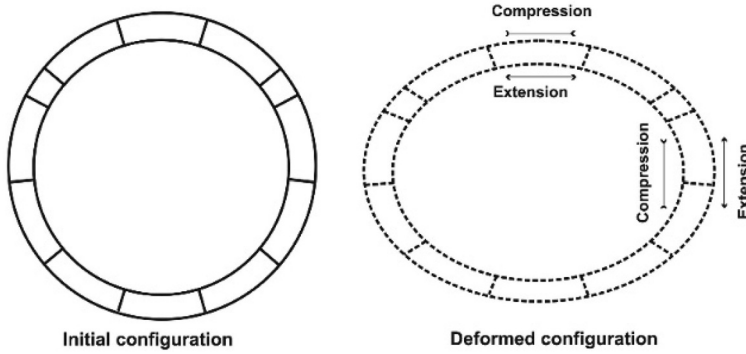 Compression
Extension
Compression
Extension
Initial configuration
Deformed configuration